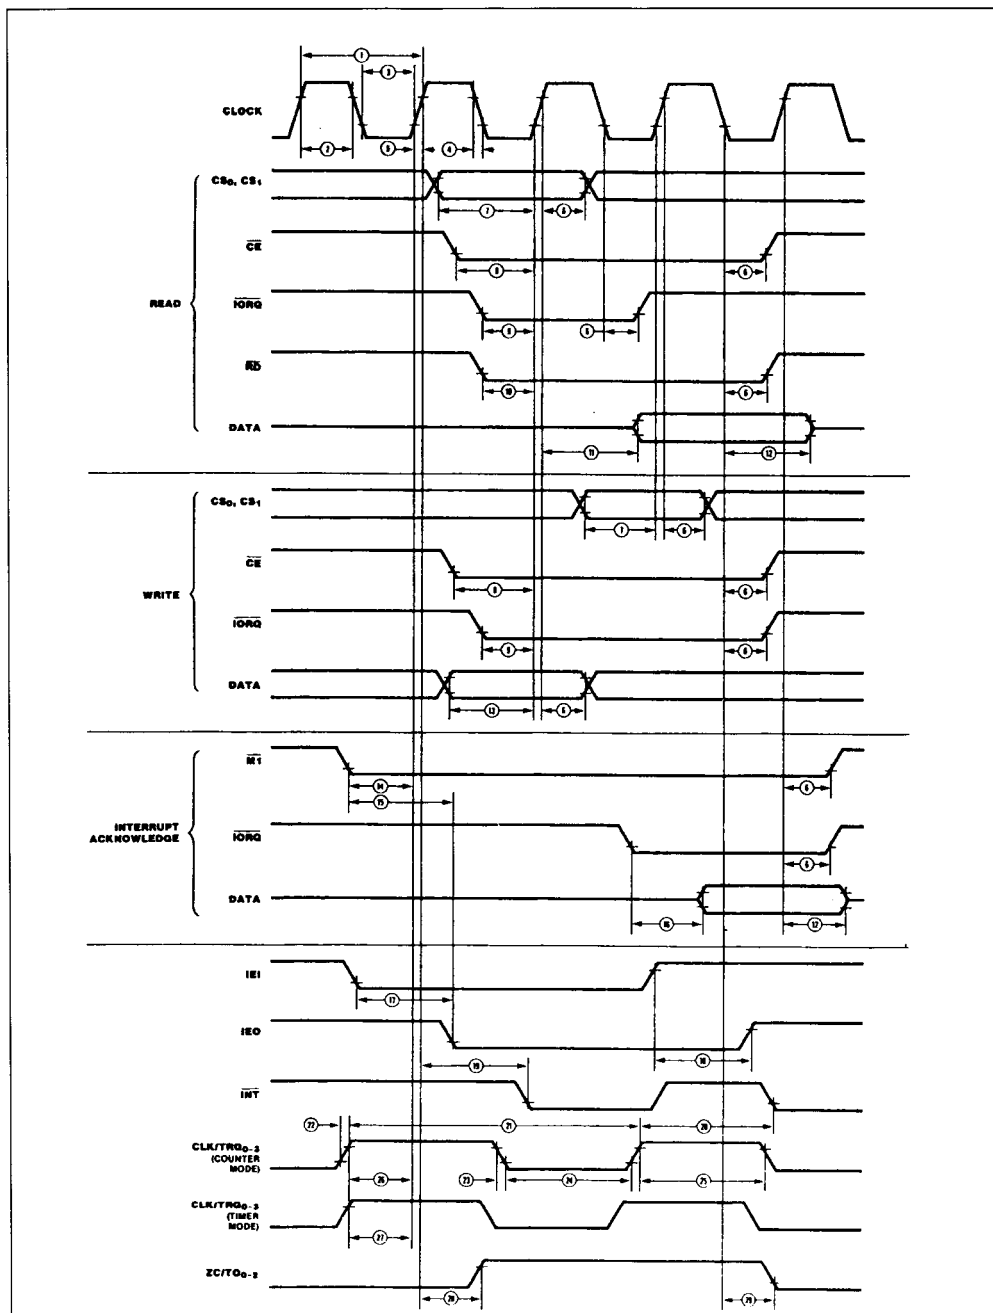 1
3
CLOCK
2 5 4
CS0, CS1
7 6
CE
8 6
READ
IORQ
9 6
RD
10 6
DATA
11 12
CS0, CS1
7 6
CE
8 6
WRITE
IORQ
9 6
DATA
13 6
M1
14 6
15
INTERRUPT
ACKNOWLEDGE
IORQ
6
DATA
16 12
IEI
17
IEO
19 18
INT
22 21 20
CLK/TRG0-3
(COUNTER
MODE)
26 23 24 25
CLK/TRG0-3
(TIMER
MODE)
27
ZC/TO0-2
28 29